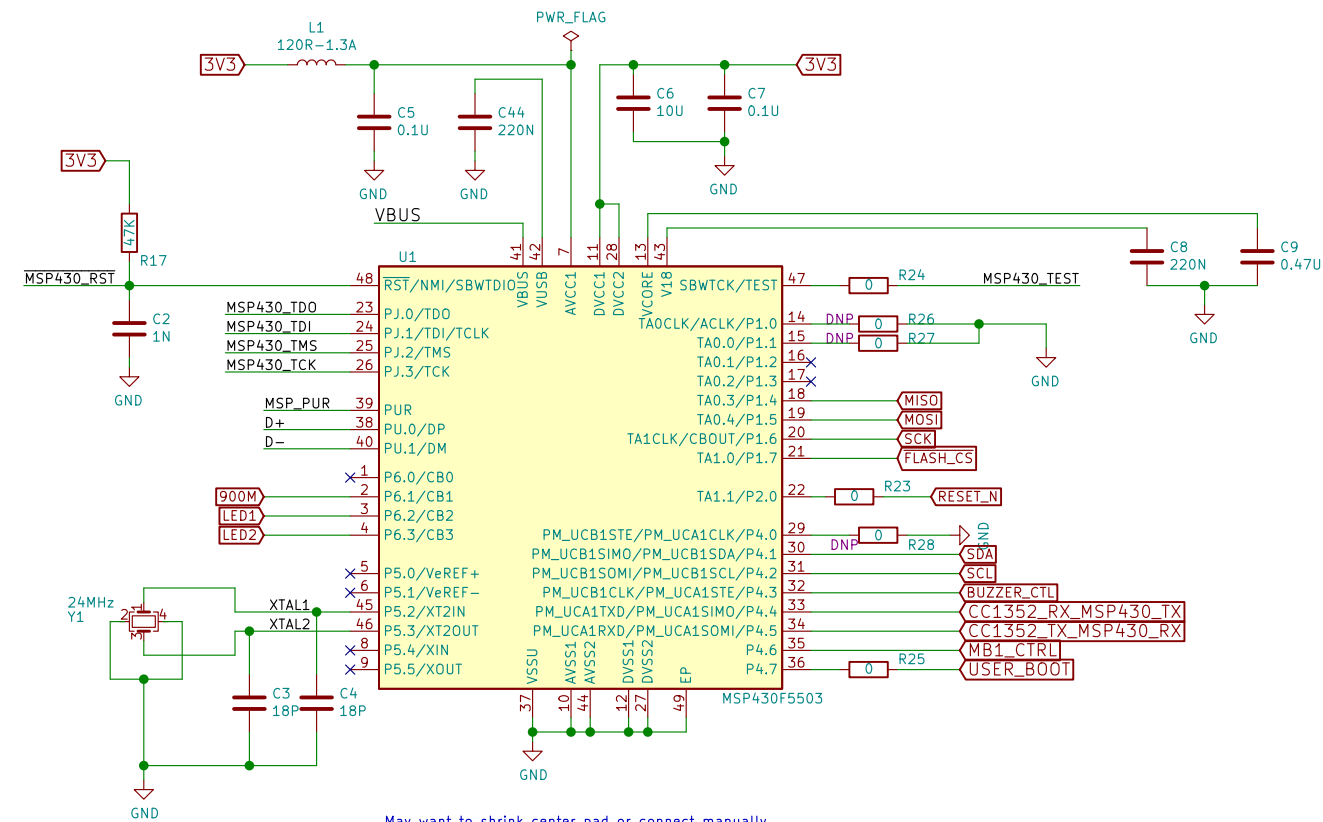 PWR_FLAG
L1
120R-1.3A
3V3
3V3
C5
0.1U
C44
220N
C6
10U
C7
0.1U
GND
GND
GND
3V3
47K
R17
VBUS
MSP430_RST
C2
1N
GND
C8
220N
C9
0.47U
GND
U1
41
42
7
11
28
13
43
VBUS
VUSB
AVCC1
DVCC1
DVCC2
VCORE
V18
48
RST/NMI/SBWTDIO
MSP430_TDO 23 PJ.0/TDO
MSP430_TDI 24 PJ.1/TDI/TCLK
MSP430_TMS 25 PJ.2/TMS
MSP430_TCK 26 PJ.3/TCK
MSP_PUR 39 PUR
D+ 38 PU.0/DP
D- 40 PU.1/DM
1 P6.0/CB0
900M 2 P6.1/CB1
LED1 3 P6.2/CB2
LED2 4 P6.3/CB3
5 P5.0/VeREF+
6 P5.1/VeREF-
XTAL1 45 P5.2/XT2IN
XTAL2 46 P5.3/XT2OUT
8 P5.4/XIN
9 P5.5/XOUT
24MHz
Y1
1
2
3
4
C3
18P
C4
18P
GND
SBWTCK/TEST 47 0 R24 MSP430_TEST
TA0CLK/ACLK/P1.0 14 DNP 0 R26
TA0.0/P1.1 15 DNP 0 R27
GND
TA0.1/P1.2 16
TA0.2/P1.3 17
TA0.3/P1.4 18 MISO
TA0.4/P1.5 19 MOSI
TA1CLK/CBOUT/P1.6 20 SCK
TA1.0/P1.7 21 FLASH_CS
TA1.1/P2.0 22 0 R23 RESET_N
PM_UCB1STE/PM_UCA1CLK/P4.0 29 DNP 0 R28 GND
PM_UCB1SIMO/PM_UCB1SDA/P4.1 30 SDA
PM_UCB1SOMI/PM_UCB1SCL/P4.2 31 SCL
PM_UCB1CLK/PM_UCA1STE/P4.3 32 BUZZER_CTL
PM_UCA1TXD/PM_UCA1SIMO/P4.4 33 CC1352_RX_MSP430_TX
PM_UCA1RXD/PM_UCA1SOMI/P4.5 34 CC1352_TX_MSP430_RX
P4.6 35 MB1_CTRL
P4.7 36 0 R25 USER_BOOT
VSSU
AVSS1
AVSS2
DVSS1
DVSS2
EP
37
10
44
12
27
49
MSP430F5503
GND
May want to shrink center pad or connect manually